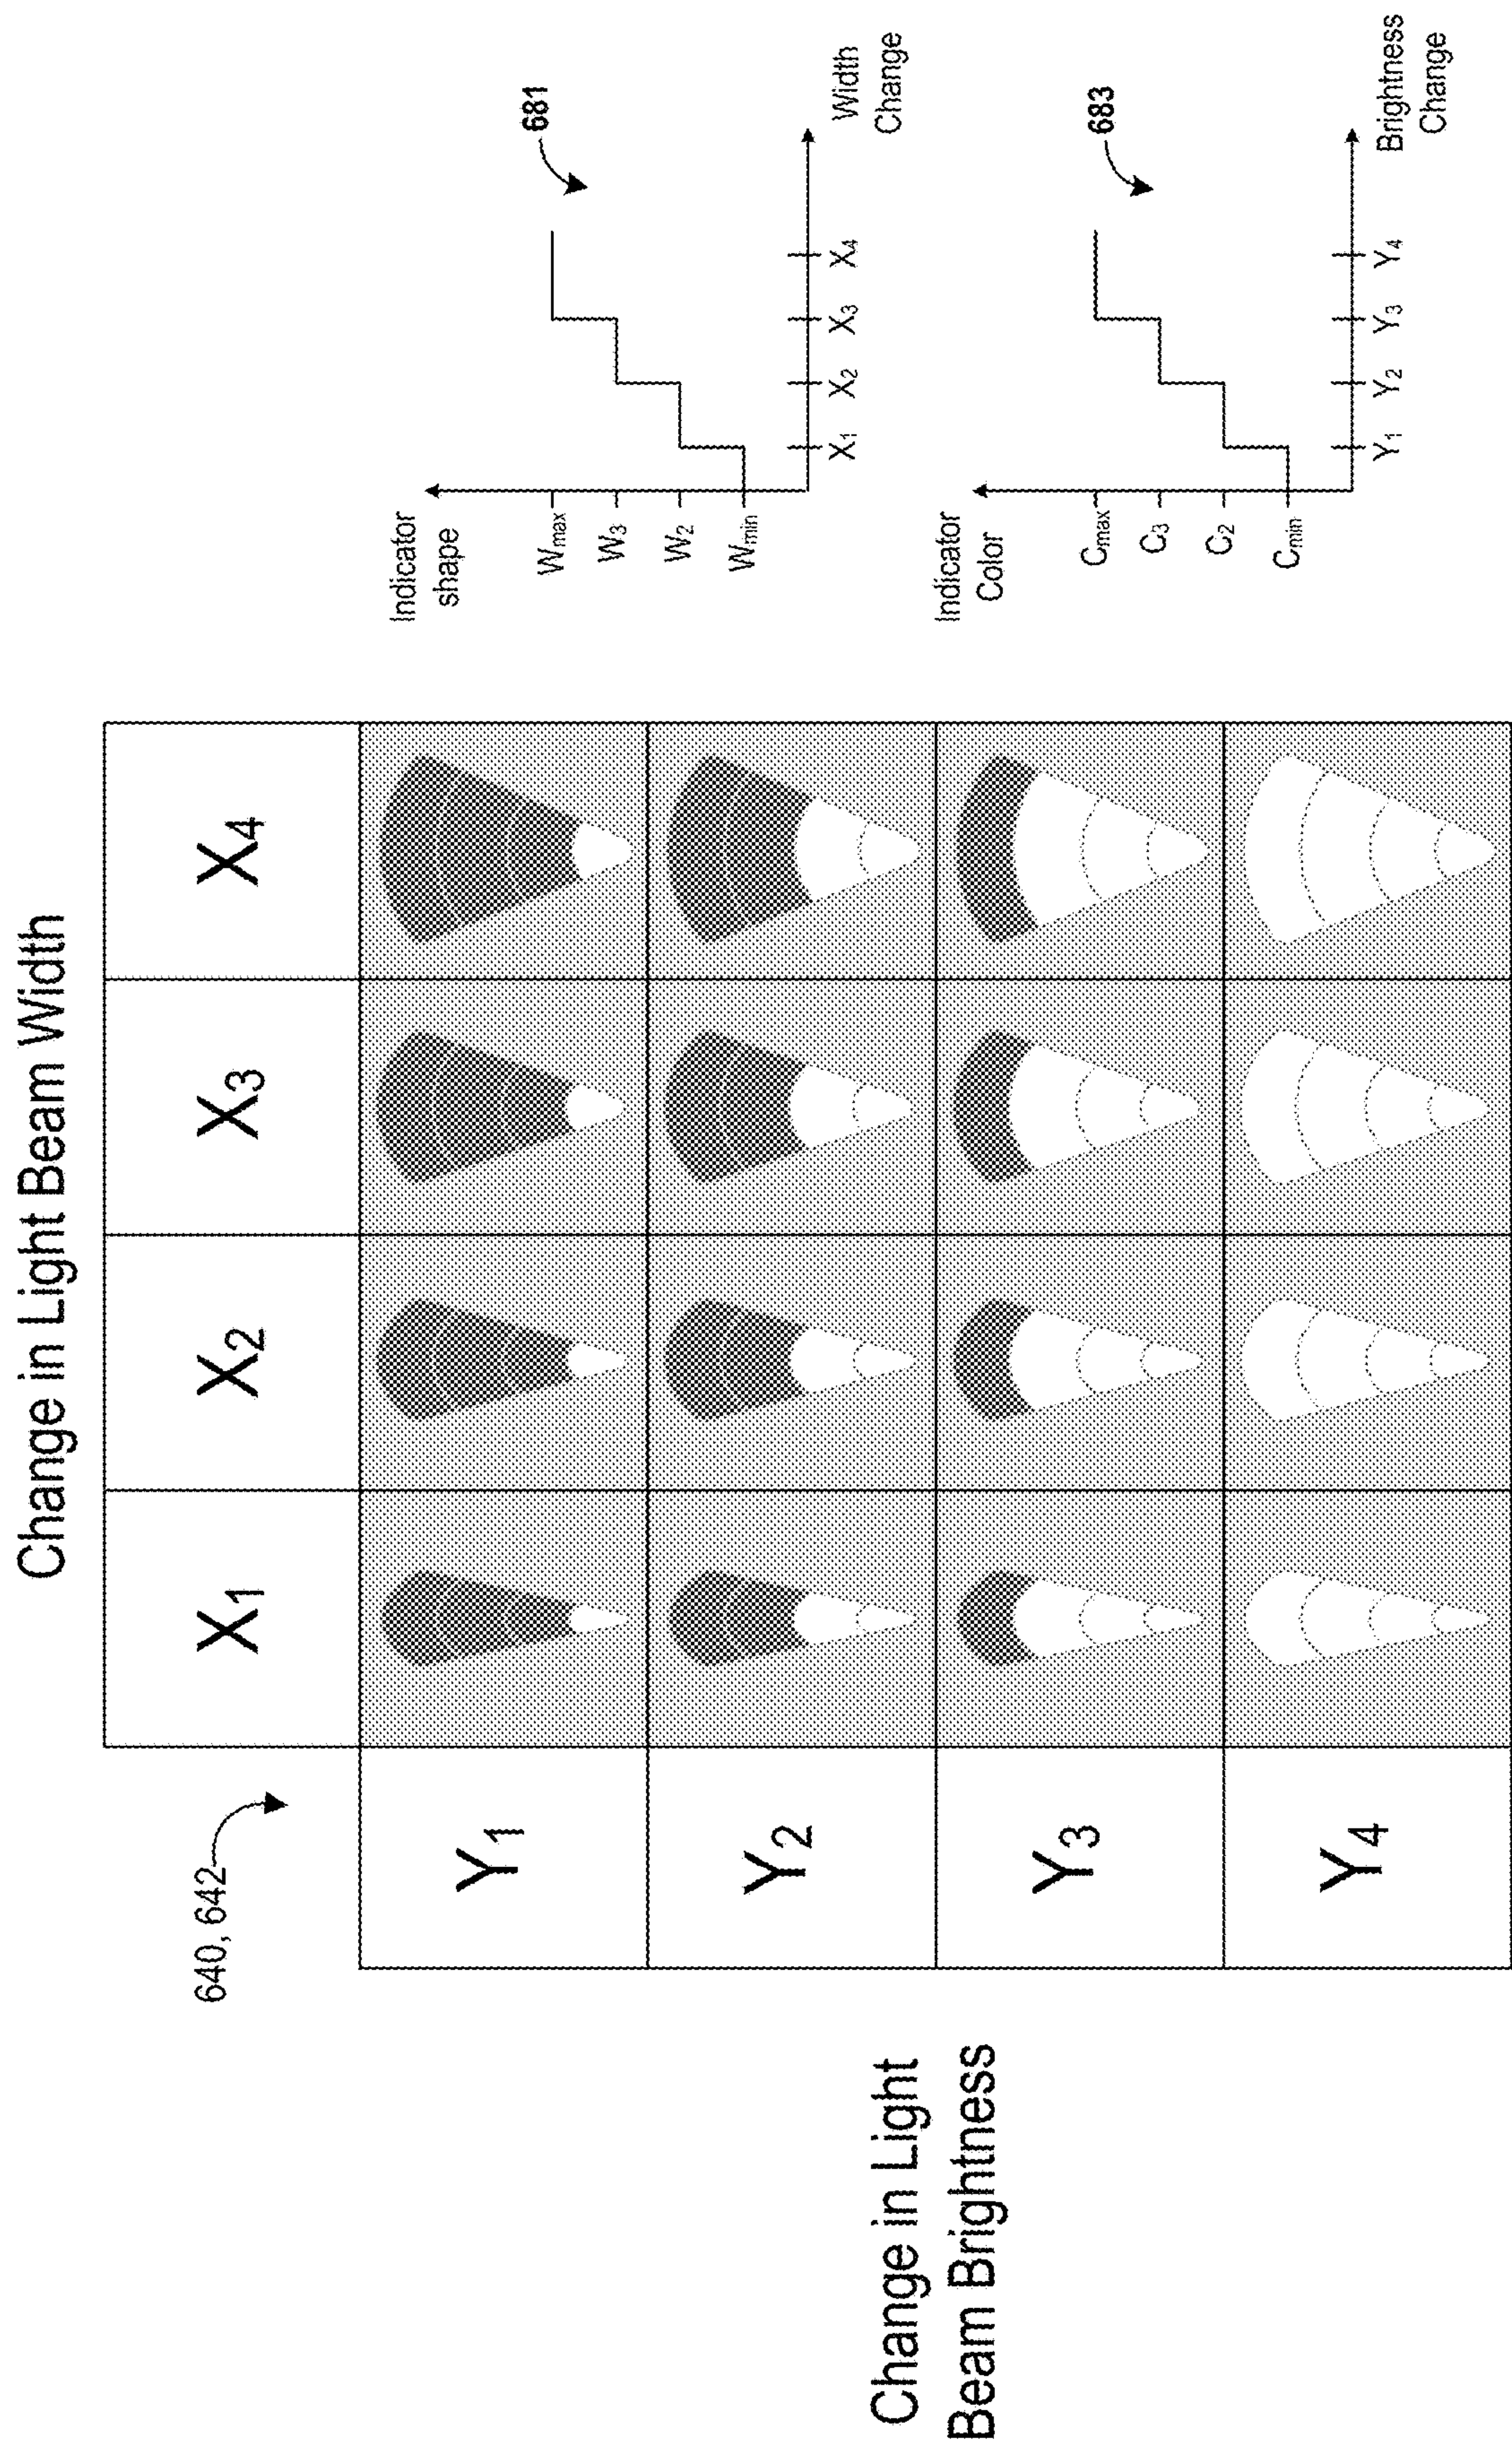 Change in Light Beam Width
640, 642
X1
X2
X3
X4
Change in Light
Beam Brightness
Y1
Y2
Y3
Y4
Indicator
shape
681
Wmax
W3
W2
Wmin
X1
X2
X3
X4
Width
Change
Indicator
Color
683
Cmax
C3
C2
Cmin
Y1
Y2
Y3
Y4
Brightness
Change